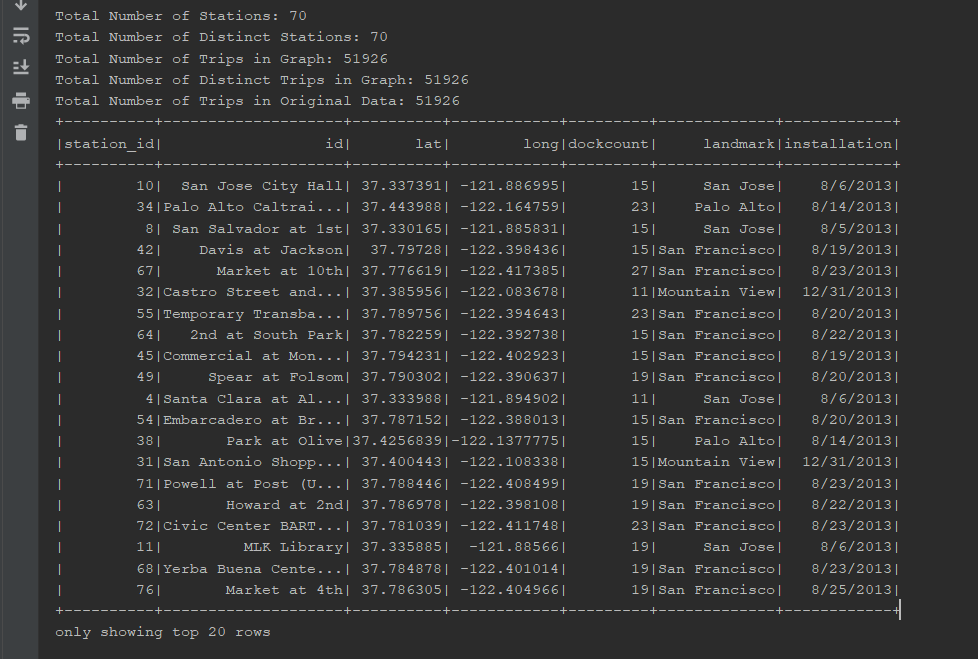 Total Number of Stations: 70
Total Number of Distinct Stations: 70
Total Number of Trips in Graph: 51926
Total Number of Distinct Trips in Graph: 51926
Total Number of Trips in Original Data: 51926
+----------+--------------------+----------+------------+---------+-------------+------------+
|station_id|                  id|       lat|        long|dockcount|     landmark|installation|
+----------+--------------------+----------+------------+---------+-------------+------------+
|        10|  San Jose City Hall| 37.337391| -121.886995|       15|     San Jose|    8/6/2013|
|        34|Palo Alto Caltrai...| 37.443988| -122.164759|       23|    Palo Alto|   8/14/2013|
|         8| San Salvador at 1st| 37.330165| -121.885831|       15|     San Jose|    8/5/2013|
|        42|    Davis at Jackson|  37.79728| -122.398436|       15|San Francisco|   8/19/2013|
|        67|      Market at 10th| 37.776619| -122.417385|       27|San Francisco|   8/23/2013|
|        32|Castro Street and...| 37.385956| -122.083678|       11|Mountain View|  12/31/2013|
|        55|Temporary Transba...| 37.789756| -122.394643|       23|San Francisco|   8/20/2013|
|        64|   2nd at South Park| 37.782259| -122.392738|       15|San Francisco|   8/22/2013|
|        45|Commercial at Mon...| 37.794231| -122.402923|       15|San Francisco|   8/19/2013|
|        49|     Spear at Folsom| 37.790302| -122.390637|       19|San Francisco|   8/20/2013|
|         4|Santa Clara at Al...| 37.333988| -121.894902|       11|     San Jose|    8/6/2013|
|        54|Embarcadero at Br...| 37.787152| -122.388013|       15|San Francisco|   8/20/2013|
|        38|       Park at Olive|37.4256839|-122.1377775|       15|    Palo Alto|   8/14/2013|
|        31|San Antonio Shopp...| 37.400443| -122.108338|       15|Mountain View|  12/31/2013|
|        71|Powell at Post (U...| 37.788446| -122.408499|       19|San Francisco|   8/23/2013|
|        63|       Howard at 2nd| 37.786978| -122.398108|       19|San Francisco|   8/22/2013|
|        72|Civic Center BART...| 37.781039| -122.411748|       23|San Francisco|   8/23/2013|
|        11|         MLK Library| 37.335885|  -121.88566|       19|     San Jose|    8/6/2013|
|        68|Yerba Buena Cente...| 37.784878| -122.401014|       19|San Francisco|   8/23/2013|
|        76|       Market at 4th| 37.786305| -122.404966|       19|San Francisco|   8/25/2013|
+----------+--------------------+----------+------------+---------+-------------+------------+
only showing top 20 rows